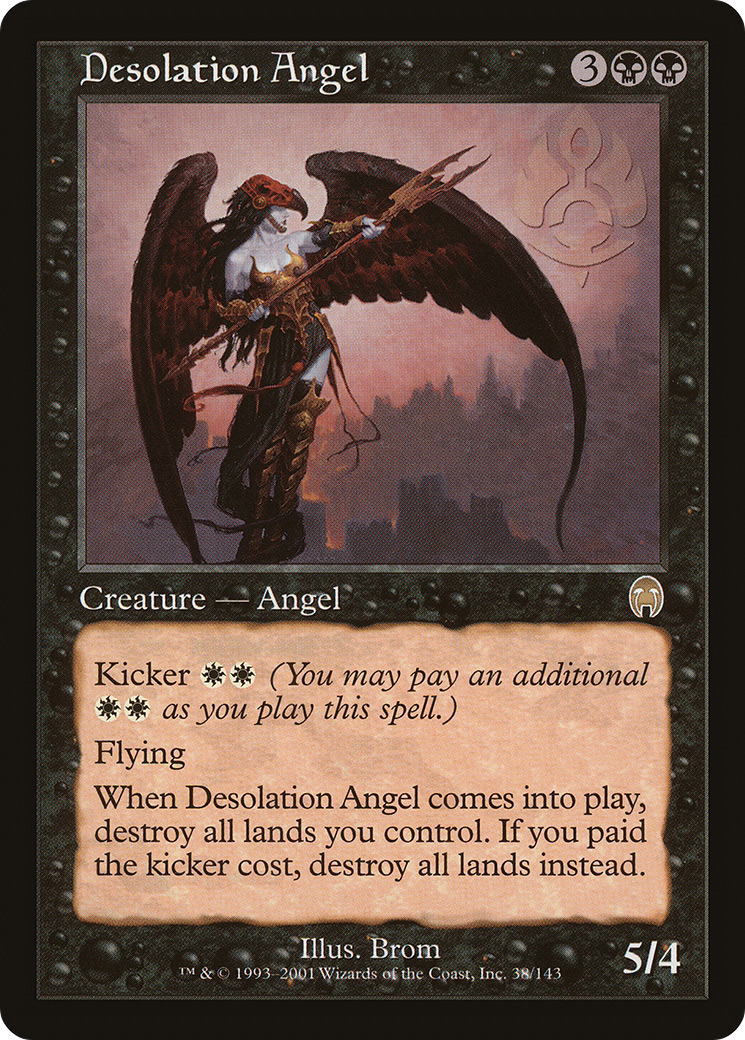 Desolation Angel 3
Creature — Angel
Kicker (You may pay an additional
as you play this spell.)
Flying
When Desolation Angel comes into play,
destroy all lands you control. If you paid
the kicker cost, destroy all lands instead.
Illus. Brom
™ & © 1993–2001 Wizards of the Coast, Inc. 38/143
5/4